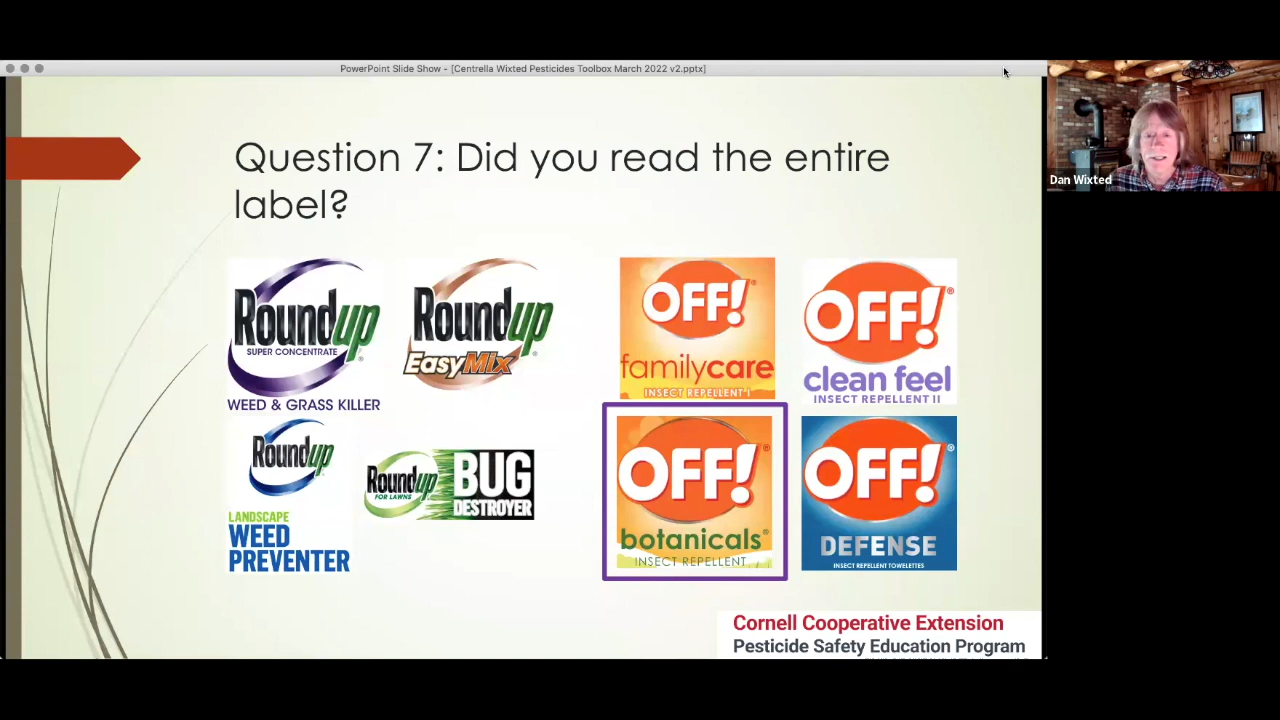 PowerPoint Slide Show - [Centrella Wixted Pesticides Toolbox March 2022 v2.pptx]
Dan Wixted
Question 7: Did you read the entire
label?
Roundup®
SUPER CONCENTRATE
WEED & GRASS KILLER
Roundup®
EasyMix
OFF!®
familycare
INSECT REPELLENT I
OFF!®
clean feel
INSECT REPELLENT II
Roundup
LANDSCAPE
WEED
PREVENTER
Roundup
FOR LAWNS
BUG
DESTROYER
OFF!®
botanicals®
INSECT REPELLENT
OFF!®
DEFENSE
INSECT REPELLENT TOWELETTES
Cornell Cooperative Extension
Pesticide Safety Education Program